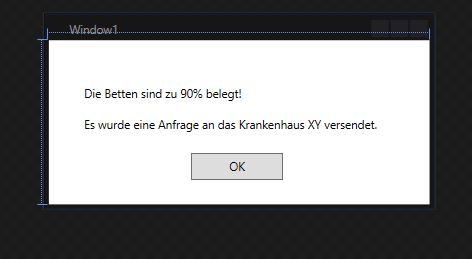 Window1
Die Betten sind zu 90% belegt!
Es wurde eine Anfrage an das Krankenhaus XY versendet.
OK